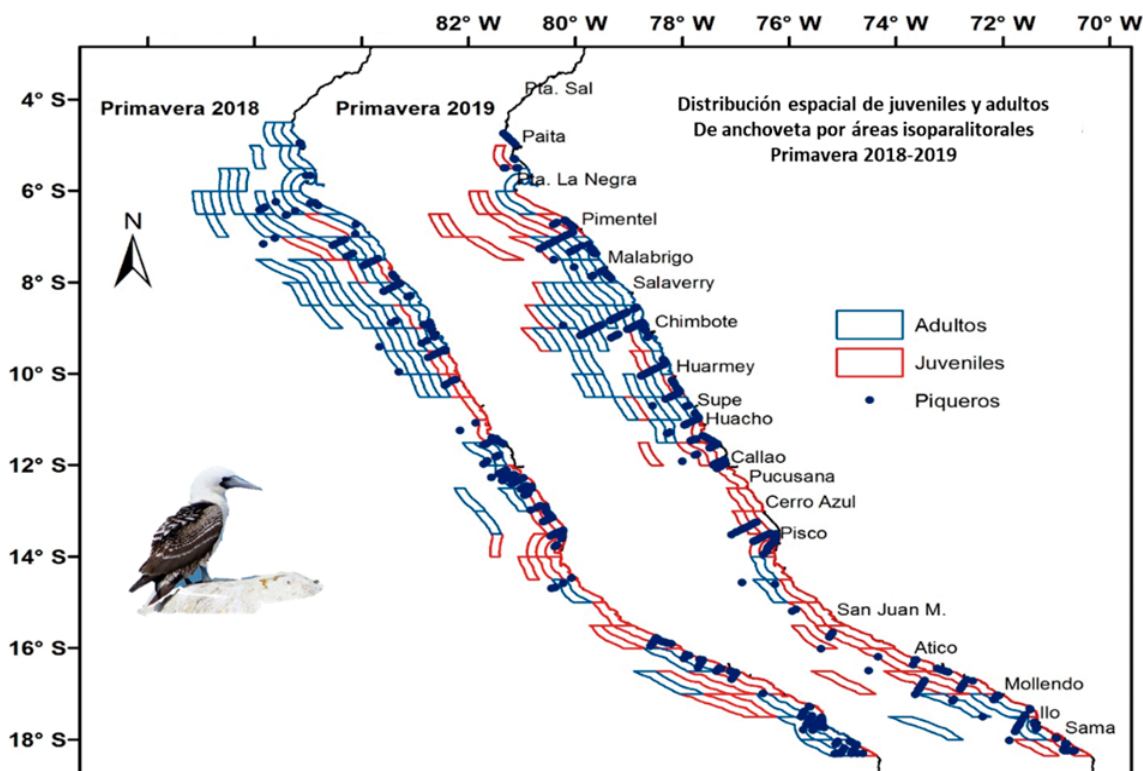 82° W 80° W 78° W 76° W 74° W 72° W 70° W
4° S
6° S
8° S
10° S
12° S
14° S
16° S
18° S
Primavera 2018
Primavera 2019
Distribución espacial de juveniles y adultos
De anchoveta por áreas isoparalitorales
Primavera 2018-2019
N
Pta. Sal
Paita
Pta. La Negra
Pimentel
Malabrigo
Salaverry
Chimbote
Huarmey
Supe
Huacho
Callao
Pucusana
Cerro Azul
Pisco
San Juan M.
Atico
Mollendo
Ilo
Sama
Adultos
Juveniles
Piqueros